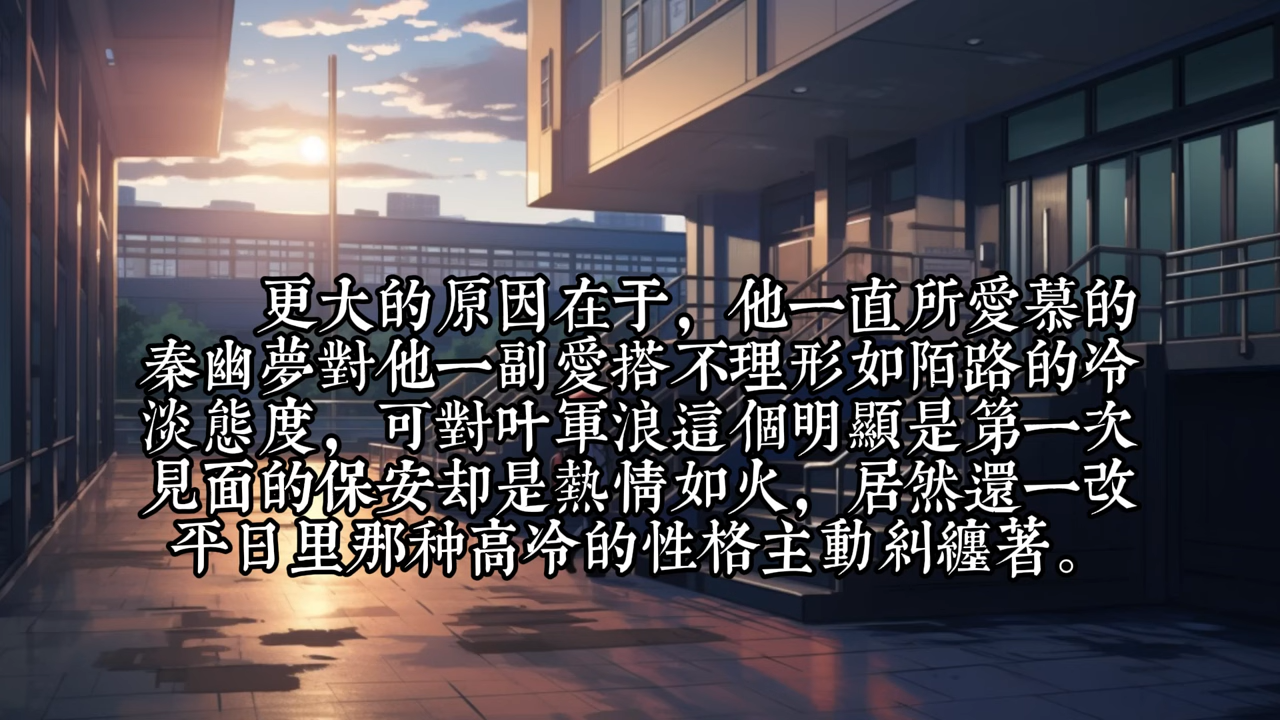 更大的原因在于，他一直所愛慕的
秦幽夢對他一副愛搭不理形如陌路的冷
淡態度，可對叶軍浪這個明顯是第一次
見面的保安却是熱情如火，居然還一改
平日里那种高冷的性格主動糾纏著。